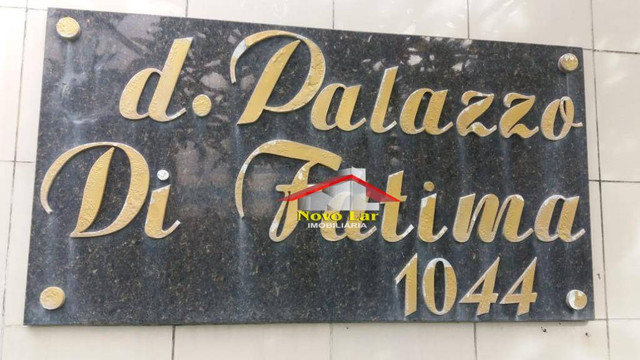 d. Palazzo
Di Fatima
1044
Novo Lar
IMOBILIÁRIA